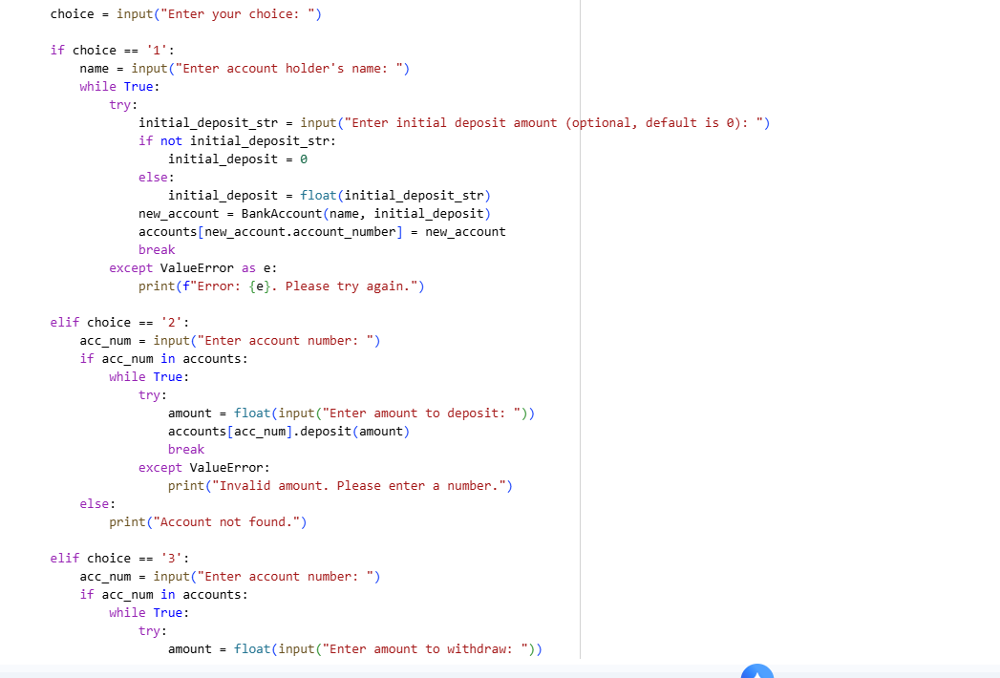 choice = input("Enter your choice: ")

if choice == '1':
    name = input("Enter account holder's name: ")
    while True:
        try:
            initial_deposit_str = input("Enter initial deposit amount (optional, default is 0): ")
            if not initial_deposit_str:
                initial_deposit = 0
            else:
                initial_deposit = float(initial_deposit_str)
            new_account = BankAccount(name, initial_deposit)
            accounts[new_account.account_number] = new_account
            break
        except ValueError as e:
            print(f"Error: {e}. Please try again.")

elif choice == '2':
    acc_num = input("Enter account number: ")
    if acc_num in accounts:
        while True:
            try:
                amount = float(input("Enter amount to deposit: "))
                accounts[acc_num].deposit(amount)
                break
            except ValueError:
                print("Invalid amount. Please enter a number.")
    else:
        print("Account not found.")

elif choice == '3':
    acc_num = input("Enter account number: ")
    if acc_num in accounts:
        while True:
            try:
                amount = float(input("Enter amount to withdraw: "))